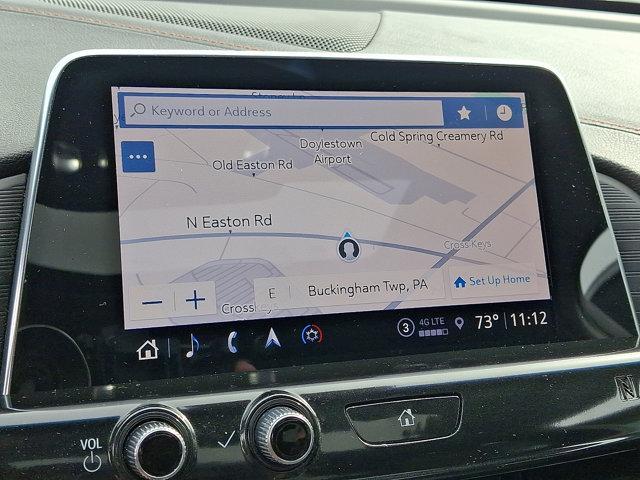 Keyword or Address
Doylestown
Airport
Cold Spring Creamery Rd
Old Easton Rd
N Easton Rd
Cross Keys
E
Buckingham Twp, PA
Set Up Home
3
4G LTE
73°
11:12
VOL